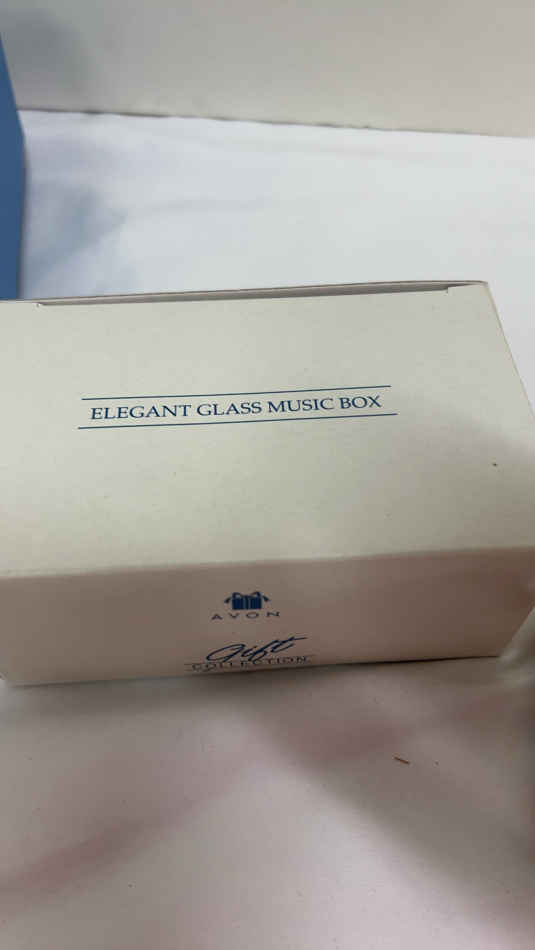 ELEGANT GLASS MUSIC BOX
AVON
Gift
COLLECTION